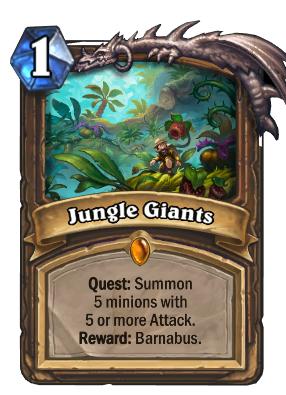 1
Jungle Giants
Quest: Summon
5 minions with
5 or more Attack.
Reward: Barnabus.